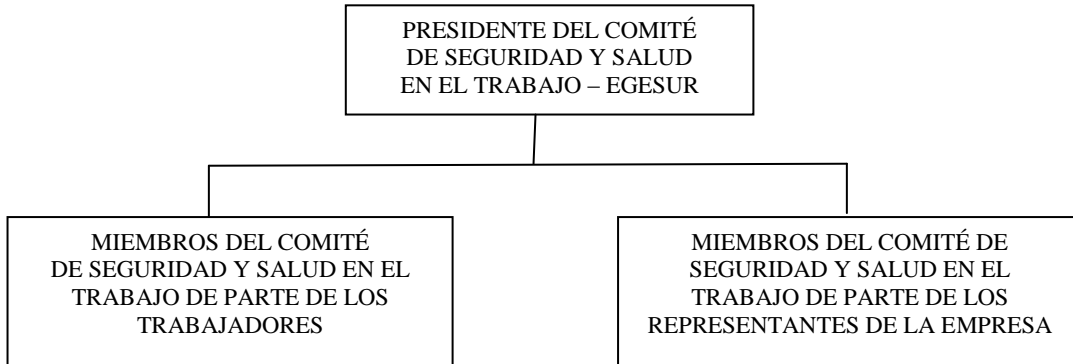 PRESIDENTE DEL COMITÉ
DE SEGURIDAD Y SALUD
EN EL TRABAJO – EGESUR
MIEMBROS DEL COMITÉ
DE SEGURIDAD Y SALUD EN EL
TRABAJO DE PARTE DE LOS
TRABAJADORES
MIEMBROS DEL COMITÉ DE
SEGURIDAD Y SALUD EN EL
TRABAJO DE PARTE DE LOS
REPRESENTANTES DE LA EMPRESA